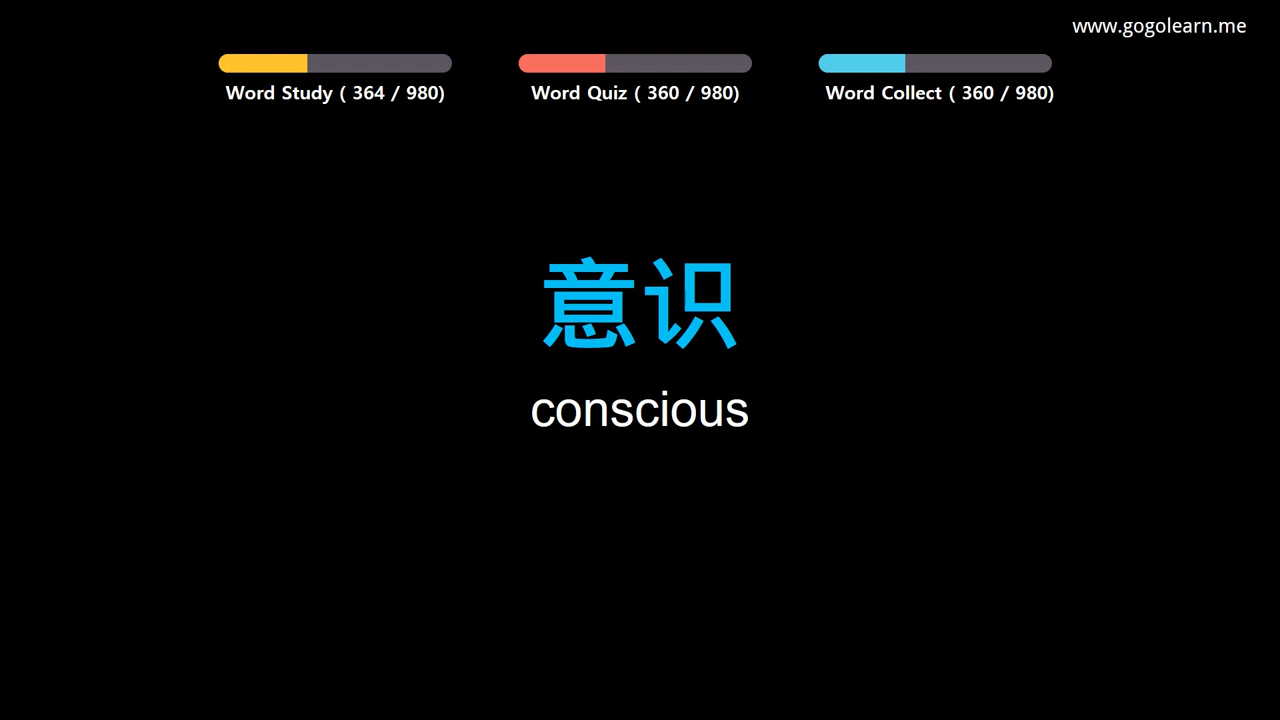 www.gogolearn.me
Word Study ( 364 / 980)
Word Quiz ( 360 / 980)
Word Collect ( 360 / 980)
意识
conscious